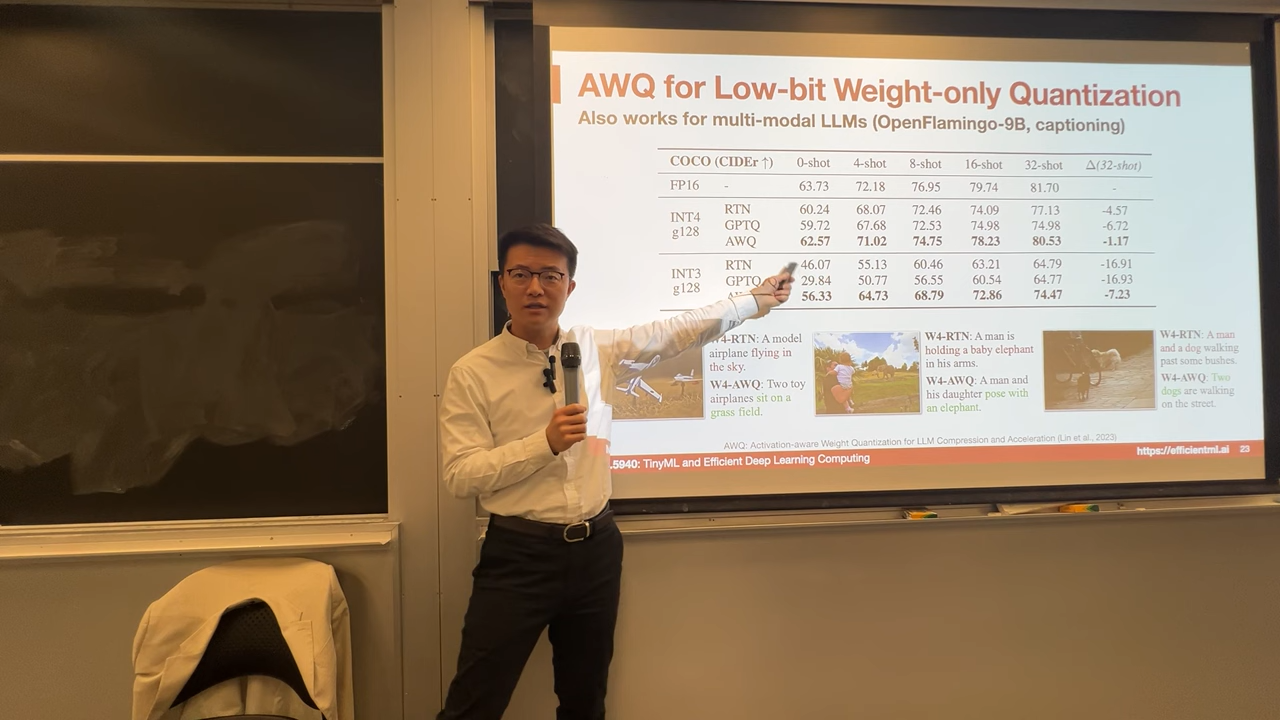 AWQ for Low-bit Weight-only Quantization
Also works for multi-modal LLMs (OpenFlamingo-9B, captioning)
COCO (CIDEr ↑) 0-shot 4-shot 8-shot 16-shot 32-shot Δ(32-shot)
FP16 - 63.73 72.18 76.95 79.74 81.70 -
INT4 g128
RTN 60.24 68.07 72.46 74.09 77.13 -4.57
GPTQ 59.72 67.68 72.53 74.98 74.98 -6.72
AWQ 62.57 71.02 74.75 78.23 80.53 -1.17
INT3 g128
RTN 46.07 55.13 60.46 63.21 64.79 -16.91
GPTQ 29.84 50.77 56.55 60.54 64.77 -16.93
56.33 64.73 68.79 72.86 74.47 -7.23
W4-RTN: A model
airplane flying in
the sky.
W4-AWQ: Two toy
airplanes sit on a
grass field.
W4-RTN: A man is
holding a baby elephant
in his arms.
W4-AWQ: A man and
his daughter pose with
an elephant.
W4-RTN: A man
and a dog walking
past some bushes.
W4-AWQ: Two
dogs are walking
on the street.
AWQ: Activation-aware Weight Quantization for LLM Compression and Acceleration (Lin et al., 2023)
.5940: TinyML and Efficient Deep Learning Computing
https://efficientml.ai 23